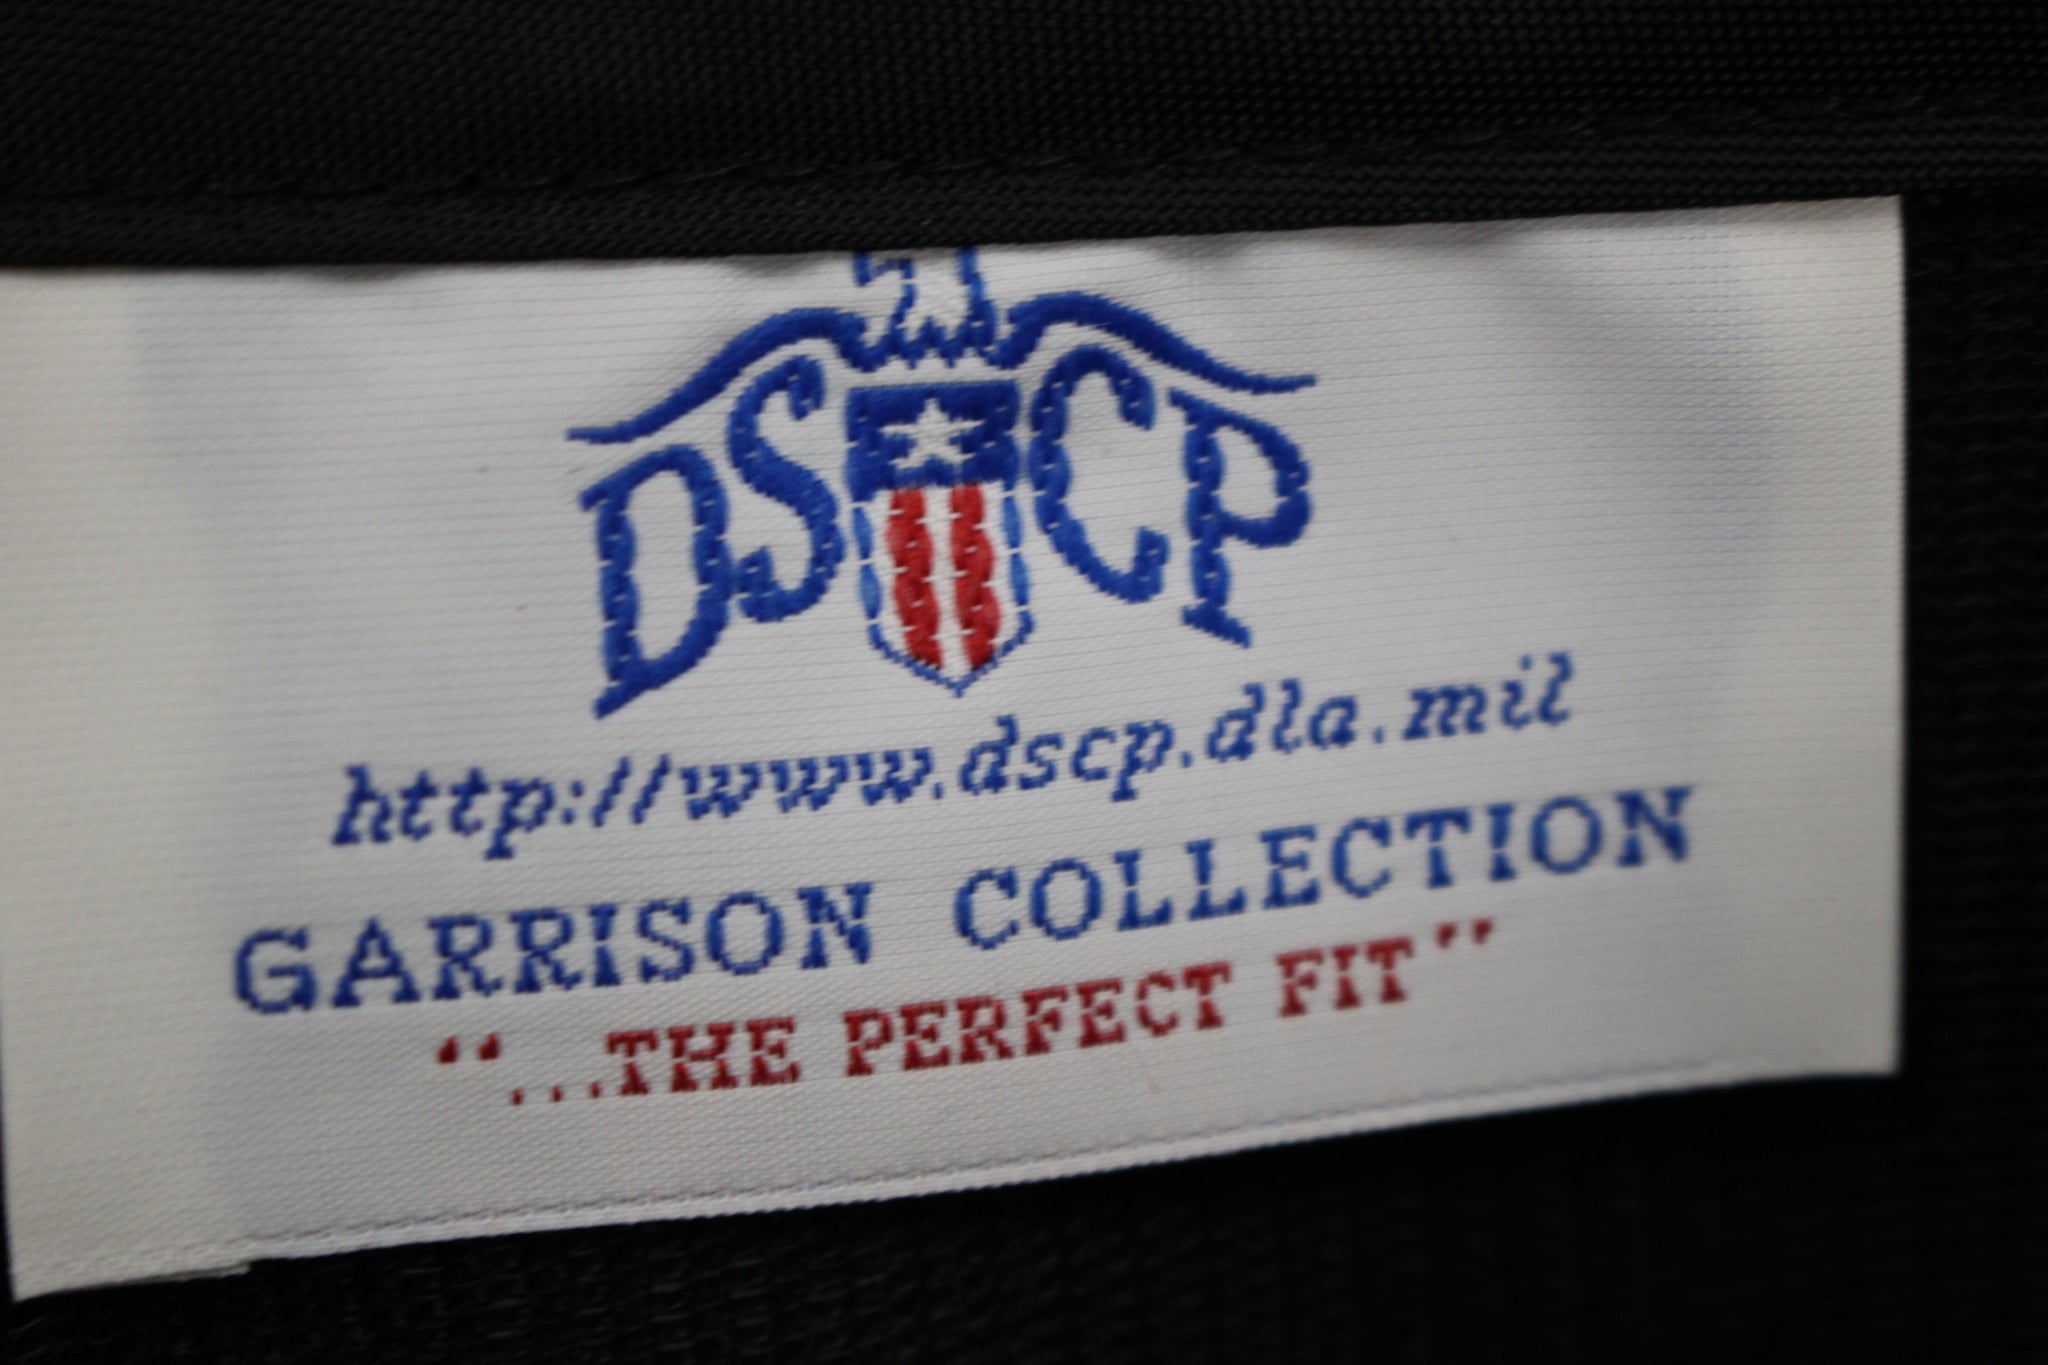 DSCP
http://www.dscp.dla.mil
GARRISON COLLECTION
“...THE PERFECT FIT”